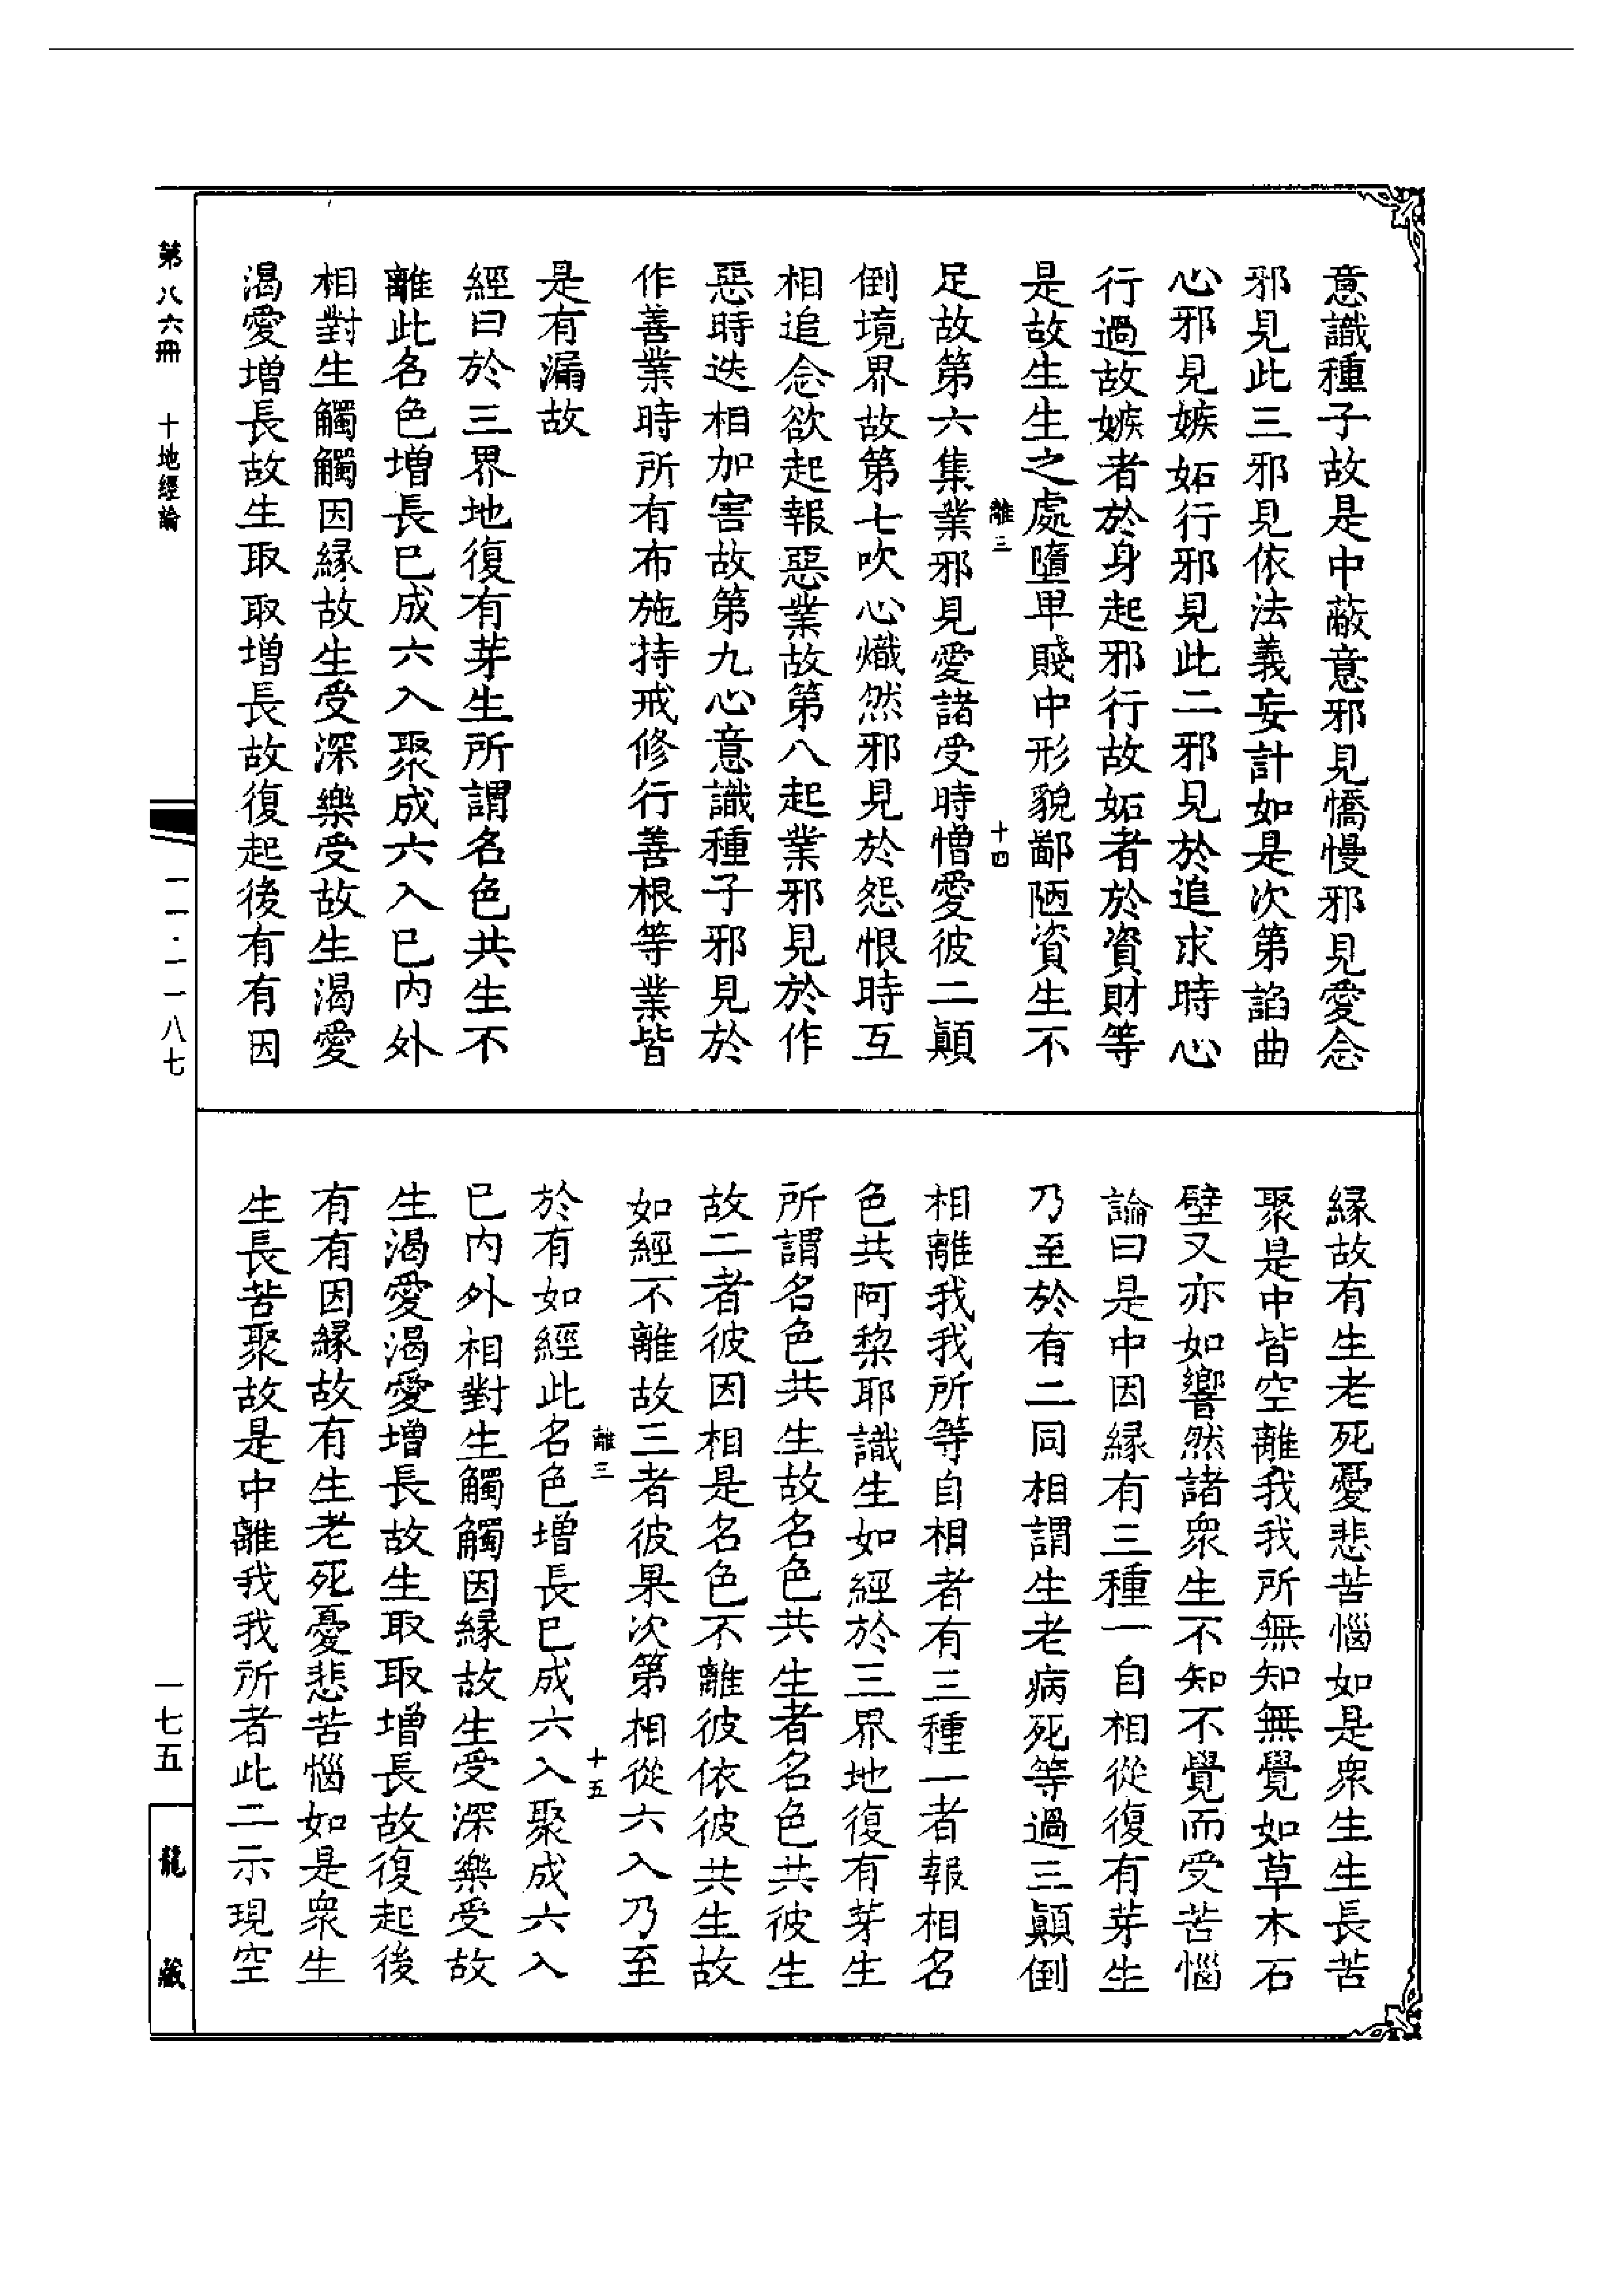 意識種子故是中蔽意邪見憍慢邪見愛念
邪見此三邪見依法義妄計如是次第諂曲
心邪見嫉妬行邪見此二邪見於追求時心
行過故嫉者於身起邪行故妬者於資財等
是故生生之處墮卑賤中形貌鄙陋資生不
離三
十四
足故第六集業邪見愛諸受時憎愛彼二顛
倒境界故第七吹心熾然邪見於怨恨時互
相追念欲起報惡業故第八起業邪見於作
惡時迭相加害故第九心意識種子邪見於
作善業時所有布施持戒修行善根等業皆
是有漏故
經曰於三界地復有芽生所謂名色共生不
離此名色增長已成六入聚成六入已內外
相對生觸觸因緣故生受深樂受故生渴愛
渴愛增長故生取取增長故復起後有有因
緣故有生老死憂悲苦惱如是衆生生長苦
聚是中皆空離我我所無知無覺如草木石
壁又亦如響然諸衆生不知不覺而受苦惱
論曰是中因緣有三種一自相從復有芽生
乃至於有二同相謂生老病死等過三顛倒
相離我我所等自相者有三種一者報相名
色共阿梨耶識生如經於三界地復有芽生
所謂名色共生故名色共生者名色共彼生
故二者彼因相是名色不離彼依彼共生故
如經不離故三者彼果次第相從六入乃至
離三
十五
於有如經此名色增長已成六入聚成六入
已內外相對生觸觸因緣故生受深樂受故
生渴愛渴愛增長故生取取增長故復起後
有有因緣故有生老死憂悲苦惱如是衆生
生長苦聚故是中離我我所者此二示現空
第八六冊 十地經論
一一·一一八七
一七五
龍藏